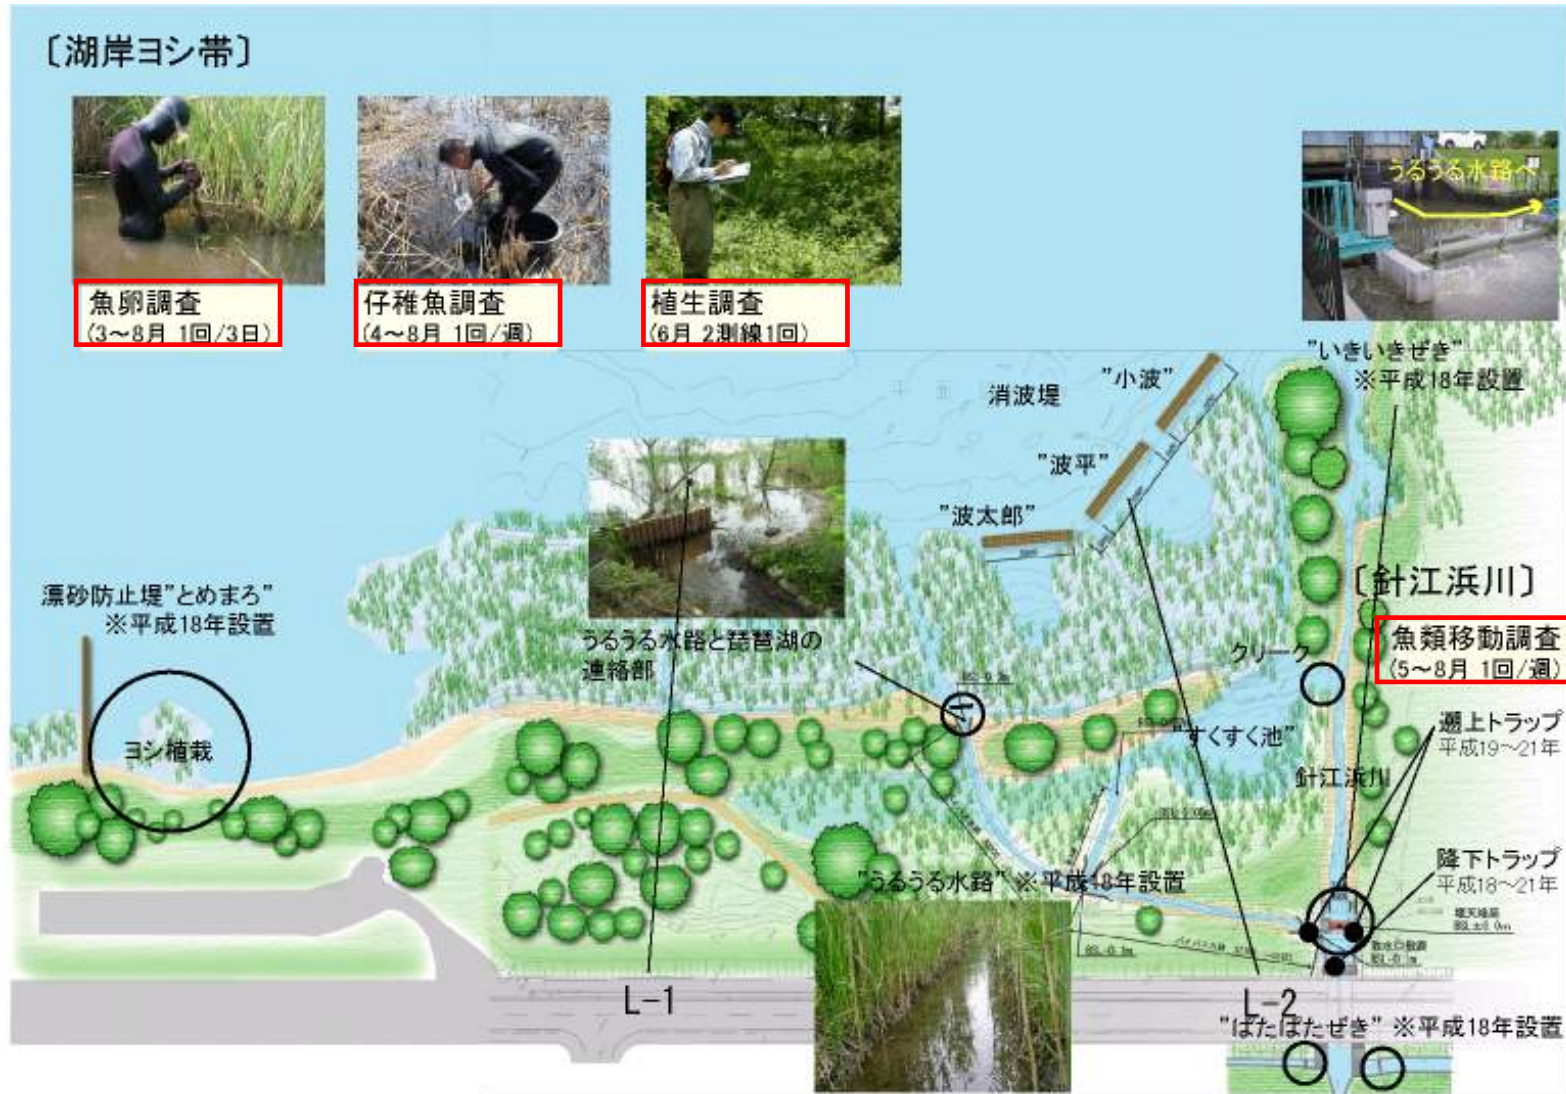 〔湖岸ヨシ帯〕
魚卵調査
(3～8月 1回/3日)
仔稚魚調査
(4～8月 1回/週)
植生調査
(6月 2測線1回)
うるうる水路へ
"いきいきぜき"
※平成18年設置
消波堤
"小波"
"波平"
"波太郎"
漂砂防止堤"とめまろ"
※平成18年設置
ヨシ植栽
うるうる水路と琵琶湖の
連絡部
〔針江浜川〕
魚類移動調査
(5～8月 1回/週)
クリーク
"すくすく池"
針江浜川
遡上トラップ
平成19～21年
降下トラップ
平成18～21年
"うるうる水路" ※平成18年設置
BSL±0.0m
BSL-0.1m
L-1
L-2
"ばたばたぜき" ※平成18年設置